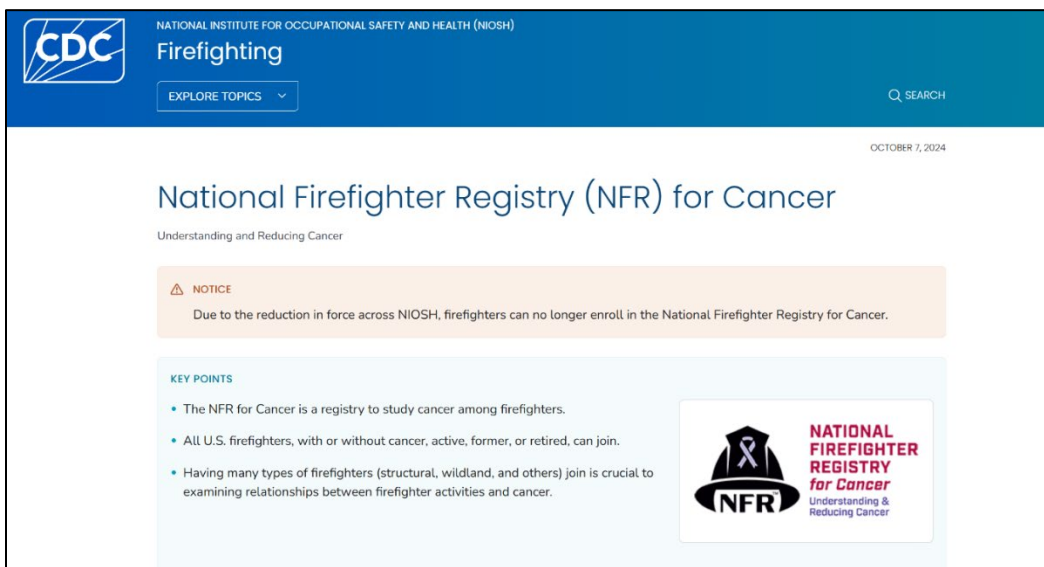 CDC
NATIONAL INSTITUTE FOR OCCUPATIONAL SAFETY AND HEALTH (NIOSH)
Firefighting
EXPLORE TOPICS
SEARCH
OCTOBER 7, 2024
National Firefighter Registry (NFR) for Cancer
Understanding and Reducing Cancer
NOTICE
Due to the reduction in force across NIOSH, firefighters can no longer enroll in the National Firefighter Registry for Cancer.
KEY POINTS
• The NFR for Cancer is a registry to study cancer among firefighters.
• All U.S. firefighters, with or without cancer, active, former, or retired, can join.
• Having many types of firefighters (structural, wildland, and others) join is crucial to
examining relationships between firefighter activities and cancer.
NFR™
NATIONAL
FIREFIGHTER
REGISTRY
for Cancer
Understanding &
Reducing Cancer